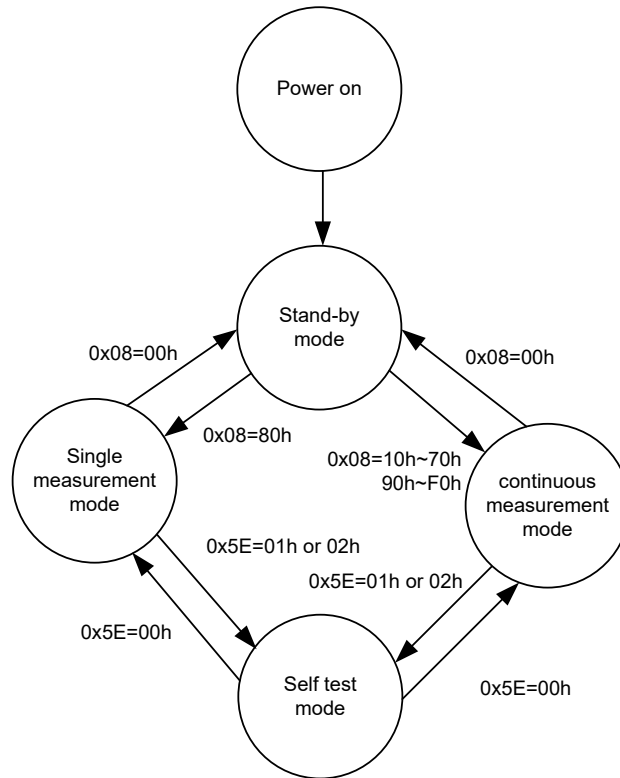 Power on
Stand-by
mode
0x08=00h
0x08=00h
0x08=80h
0x08=10h~70h
90h~F0h
Single
measurement
mode
continuous
measurement
mode
0x5E=01h or 02h
0x5E=01h or 02h
0x5E=00h
0x5E=00h
Self test
mode